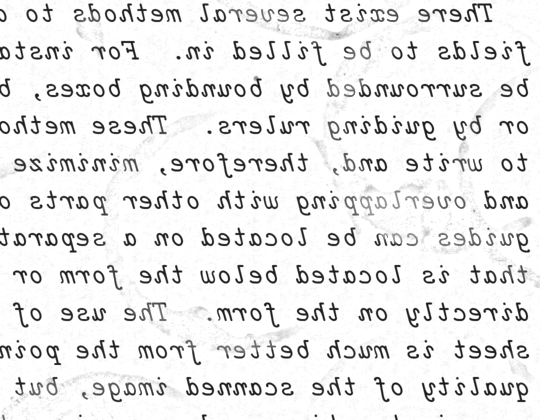 There exist several methods to
fields to be filled in. For insta
be surrounded by bounding boxes, b
or by guiding rulers. These metho
to write and, therefore, minimize
and overlapping with other parts o
guides can be located on a separat
that is located below the form or
directly on the form. The use of
sheet is much better from the poin
quality of the scanned image, but